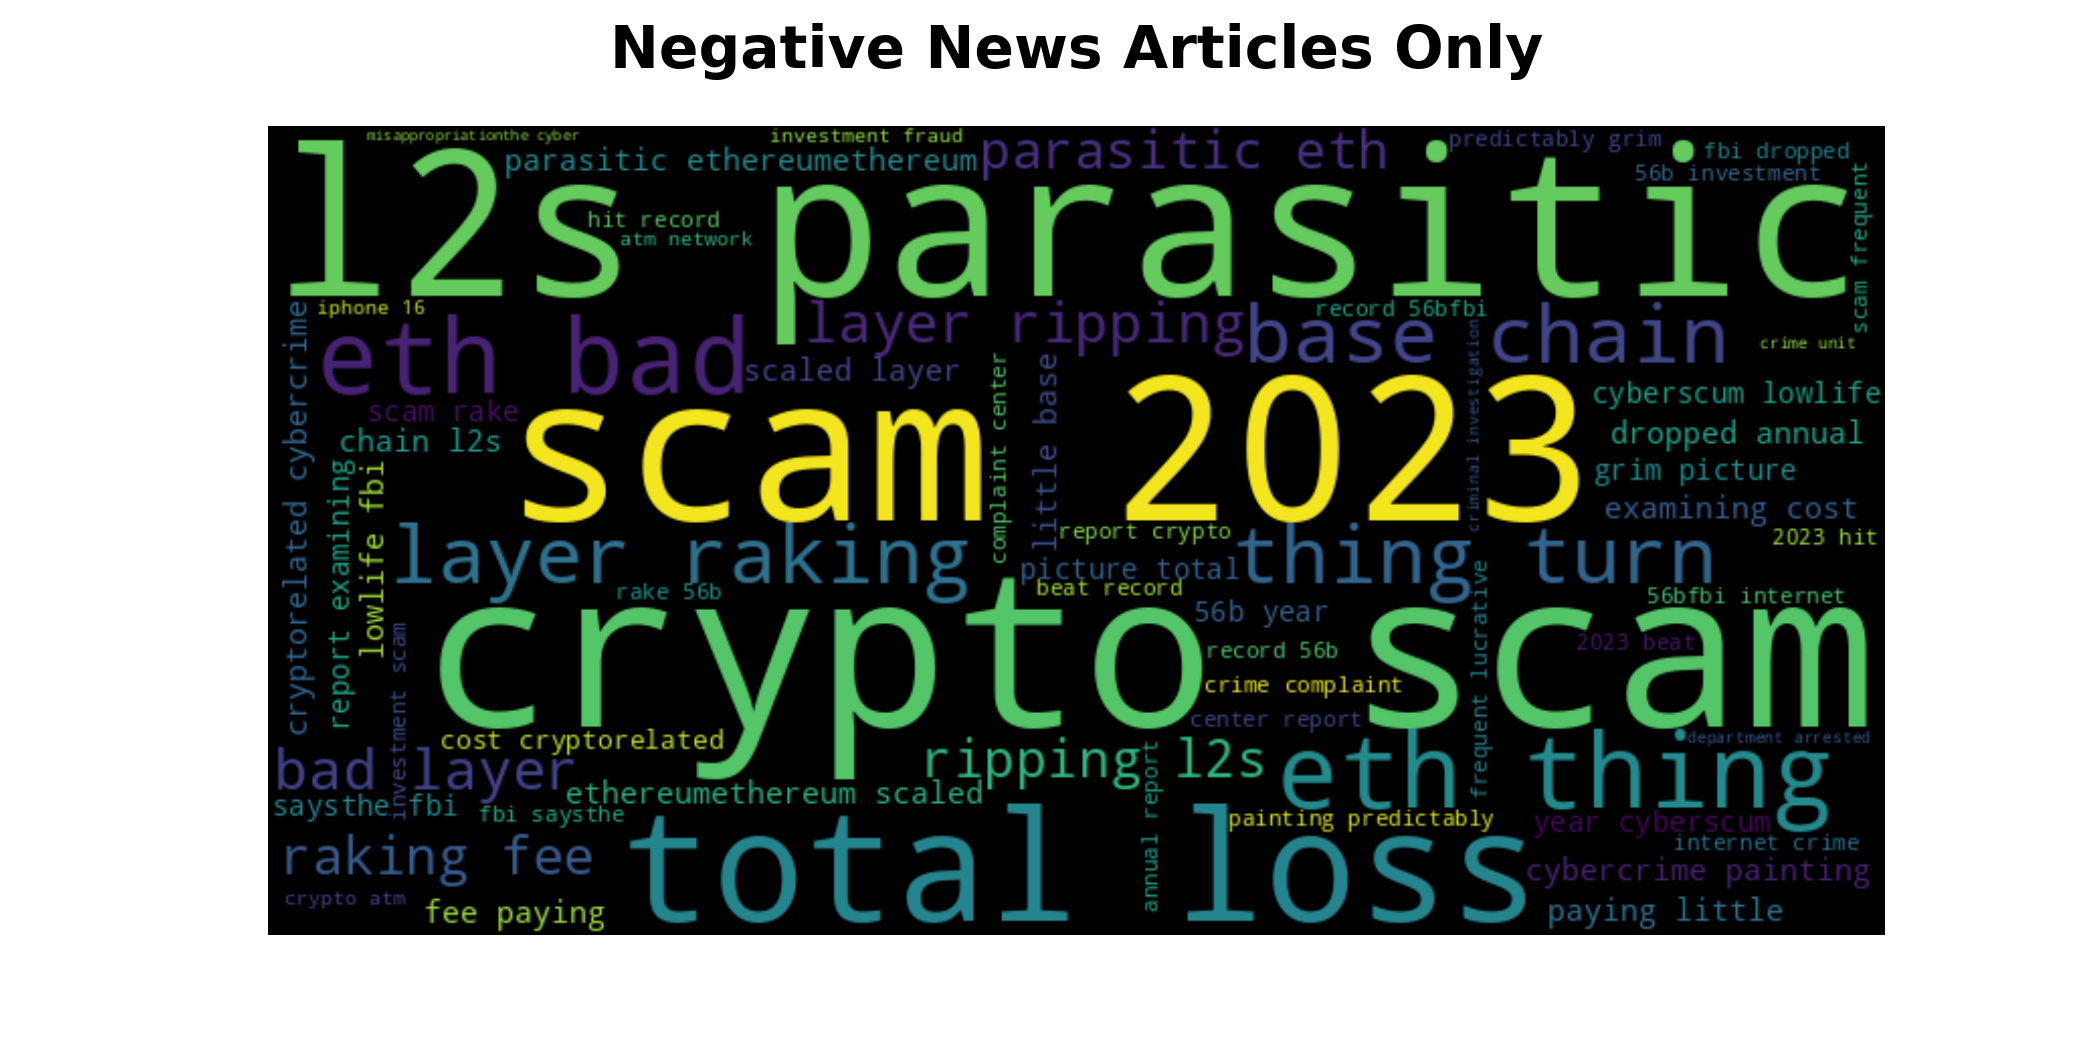 Negative News Articles Only
misappropriationthe cyber
investment fraud
predictably grim
fbi dropped
parasitic ethereumethereum
parasitic eth
56b investment
l2s parasitic
scam frequent
hit record
atm network
iphone 16
record 56bfbi
layer ripping
base chain
cryptorelated cybercrime
eth bad
crime unit
scaled layer
criminal investigation
complaint center
little base
cyberscum lowlife
scam rake
scam 2023
chain l2s
dropped annual
report examining
lowlife fbi
grim picture
examining cost
layer raking
report crypto
thing turn
2023 hit
picture total
rake 56b
beat record
frequent lucrative
56bfbi internet
crypto scam
56b year
investment scam
2023 beat
record 56b
crime complaint
center report
cost cryptorelated
department arrested
ripping l2s
annual report
eth thing
bad layer
ethereumethereum scaled
saysthe fbi
fbi saysthe
painting predictably
year cyberscum
total loss
internet crime
raking fee
cybercrime painting
crypto atm
fee paying
paying little